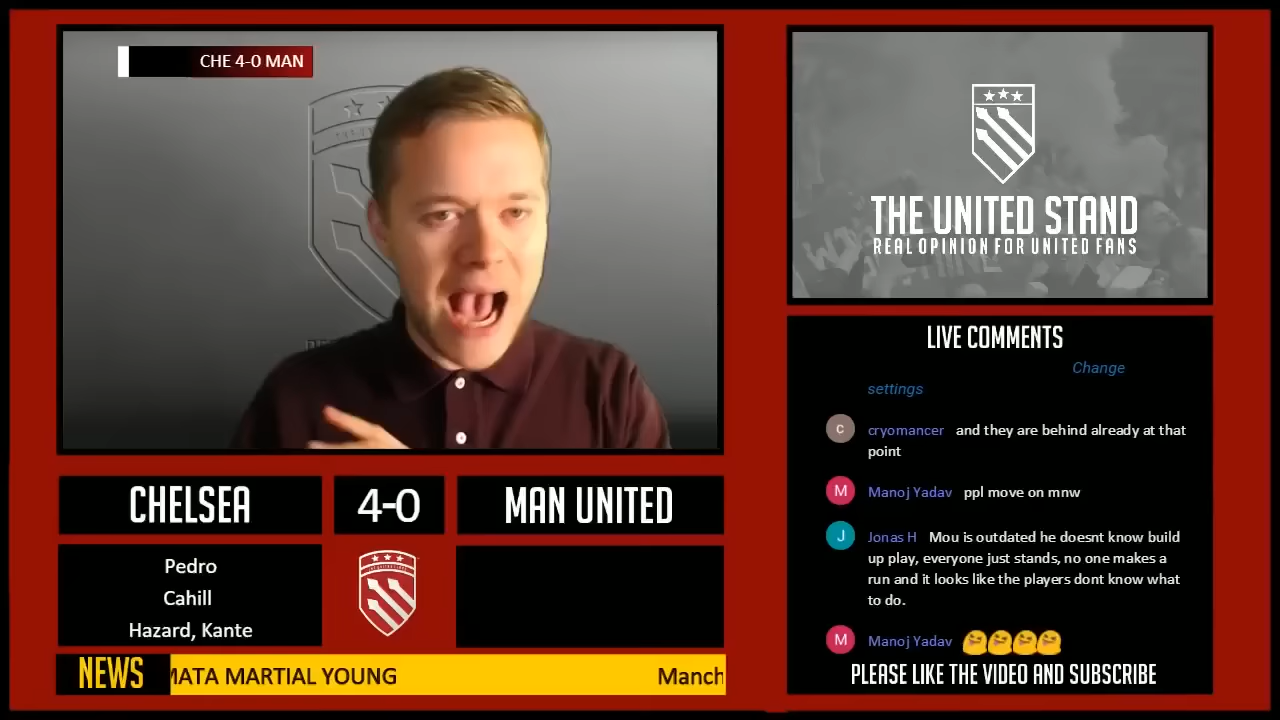 CHE 4-0 MAN
THE UNITED STAND
REAL OPINION FOR UNITED FANS
CHELSEA
4-0
MAN UNITED
Pedro
Cahill
Hazard, Kante
NEWS
MATA MARTIAL YOUNG
Manch
LIVE COMMENTS
Change
settings
C
cryomancer and they are behind already at that
point
M
Manoj Yadav ppl move on mnw
J
Jonas H Mou is outdated he doesnt know build
up play, everyone just stands, no one makes a
run and it looks like the players dont know what
to do.
M
Manoj Yadav
PLEASE LIKE THE VIDEO AND SUBSCRIBE